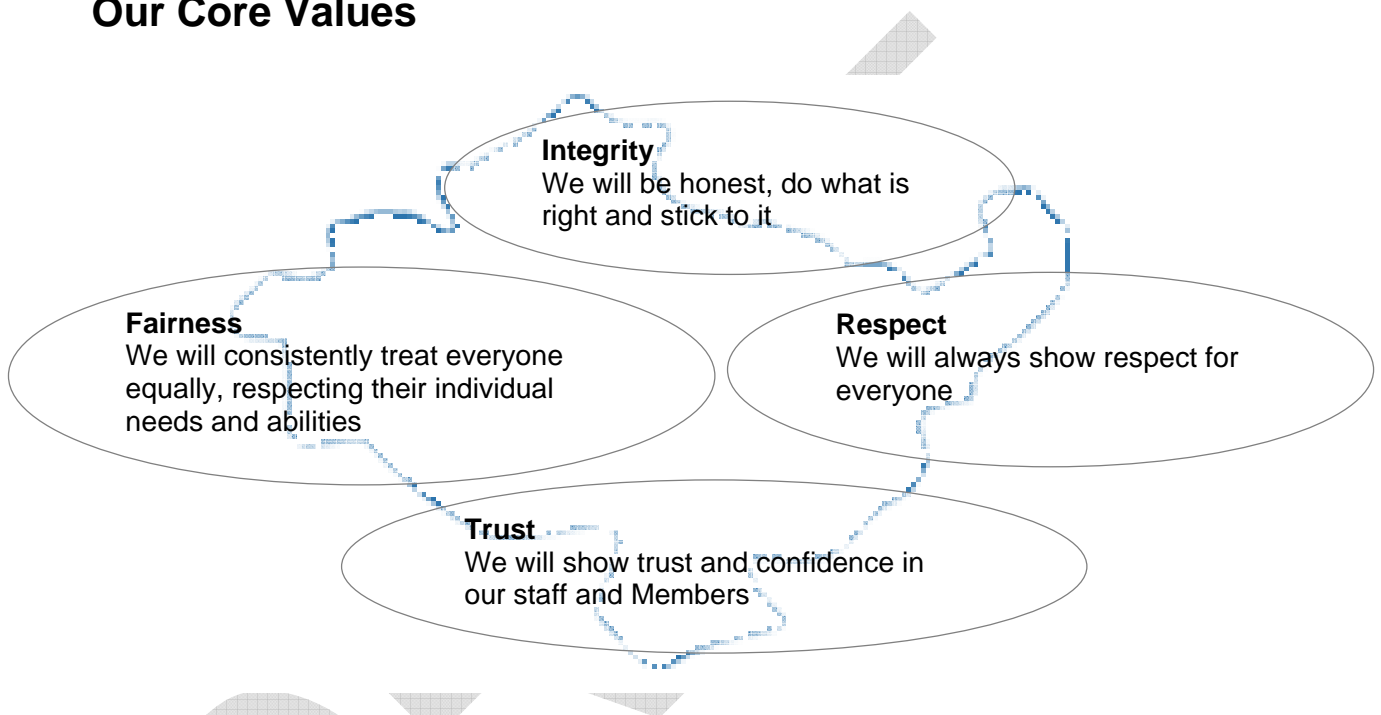 Our Core Values
Integrity
We will be honest, do what is
right and stick to it
Fairness
We will consistently treat everyone
equally, respecting their individual
needs and abilities
Respect
We will always show respect for
everyone
Trust
We will show trust and confidence in
our staff and Members